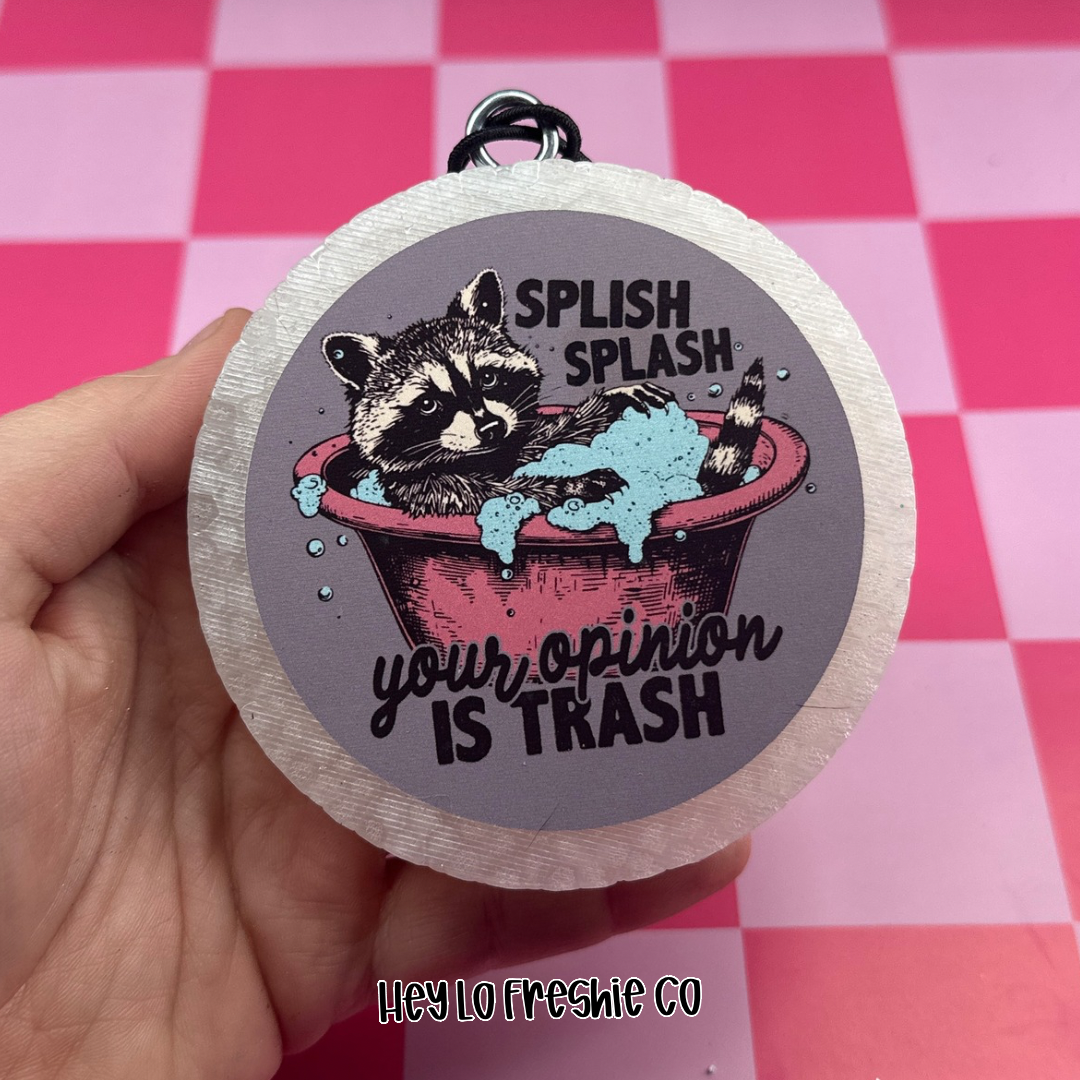 SPLISH
SPLASH
your opinion
IS TRASH
Hey Lo Freshie Co